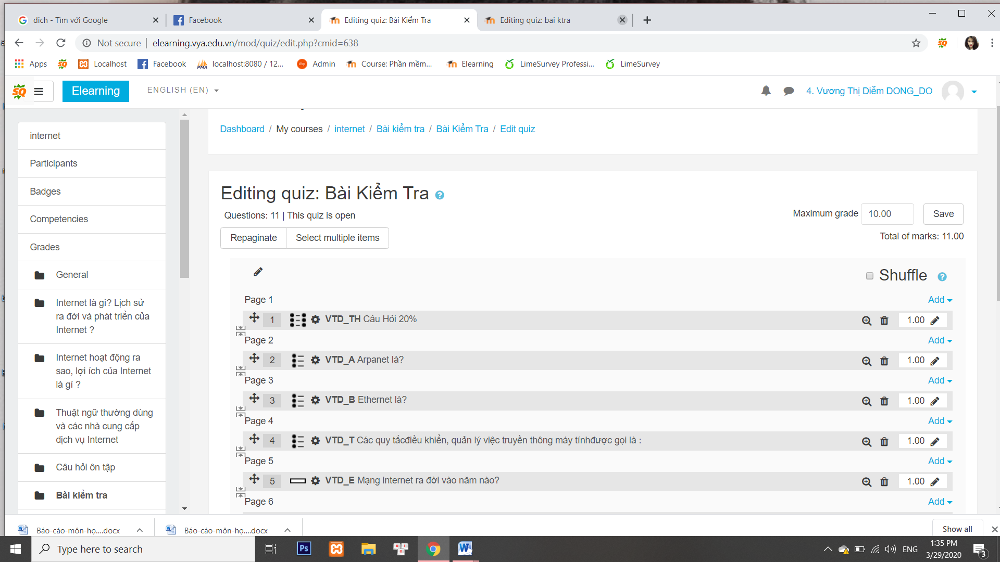 dich - Tìm với Google
Facebook
Editing quiz: Bài Kiểm Tra
Editing quiz: bai ktra
Not secure | elearning.vya.edu.vn/mod/quiz/edit.php?cmid=638
Apps
Localhost
Facebook
localhost:8080 / 12...
Admin
Course: Phần mềm...
Elearning
LimeSurvey Professi...
LimeSurvey
Elearning
ENGLISH (EN)
4. Vương Thị Diễm DONG_DO
internet
Participants
Badges
Competencies
Grades
General
Internet là gì? Lịch sử
ra đời và phát triển của
Internet ?
Internet hoạt động ra
sao, lợi ích của Internet
là gì ?
Thuật ngữ thường dùng
và các nhà cung cấp
dịch vụ Internet
Câu hỏi ôn tập
Bài kiểm tra
Dashboard / My courses / internet / Bài kiểm tra / Bài Kiểm Tra / Edit quiz
Editing quiz: Bài Kiểm Tra
Questions: 11 | This quiz is open
Maximum grade 10.00 Save
Repaginate Select multiple items
Total of marks: 11.00
Shuffle
Page 1 Add
1 VTD_TH Câu Hỏi 20% 1.00
Page 2 Add
2 VTD_A Arpanet là? 1.00
Page 3 Add
3 VTD_B Ethernet là? 1.00
Page 4 Add
4 VTD_T Các quy tắcđiều khiển, quản lý việc truyền thông máy tínhđược gọi là : 1.00
Page 5 Add
5 VTD_E Mạng internet ra đời vào năm nào? 1.00
Page 6 Add
Báo-cáo-môn-họ....docx
Báo-cáo-môn-họ....docx
Show all
Type here to search
ENG
1:35 PM
3/29/2020
3